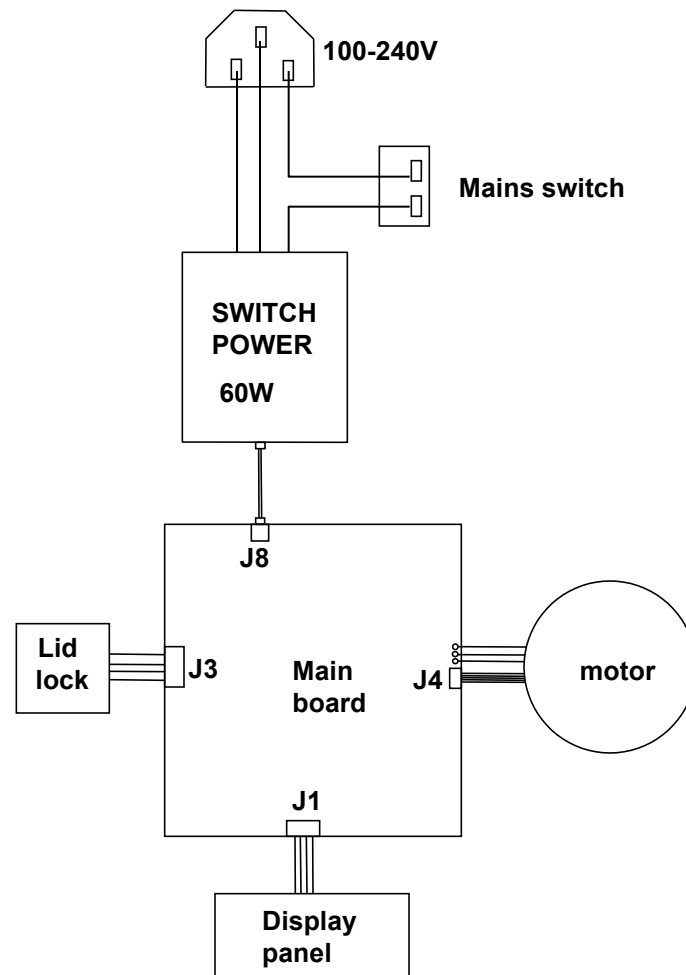 100-240V
Mains switch
SWITCH
POWER
60W
J8
Lid
lock
J3
Main
board
J4
motor
J1
Display
panel